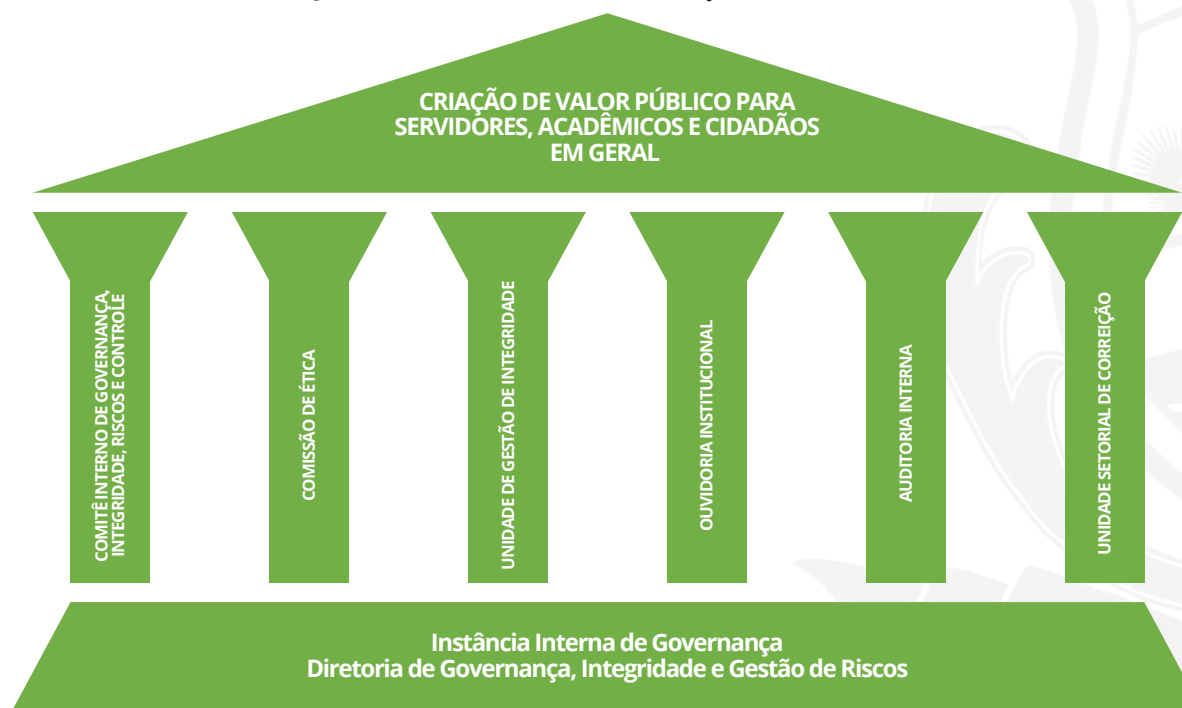 CRIAÇÃO DE VALOR PÚBLICO PARA
SERVIDORES, ACADÊMICOS E CIDADÃOS
EM GERAL
COMITÊ INTERNO DE GOVERNANÇA,
INTEGRIDADE, RISCOS E CONTROLE
COMISSÃO DE ÉTICA
UNIDADE DE GESTÃO DE INTEGRIDADE
OUVIDORIA INSTITUCIONAL
AUDITORIA INTERNA
UNIDADE SETORIAL DE CORREIÇÃO
Instância Interna de Governança
Diretoria de Governança, Integridade e Gestão de Riscos